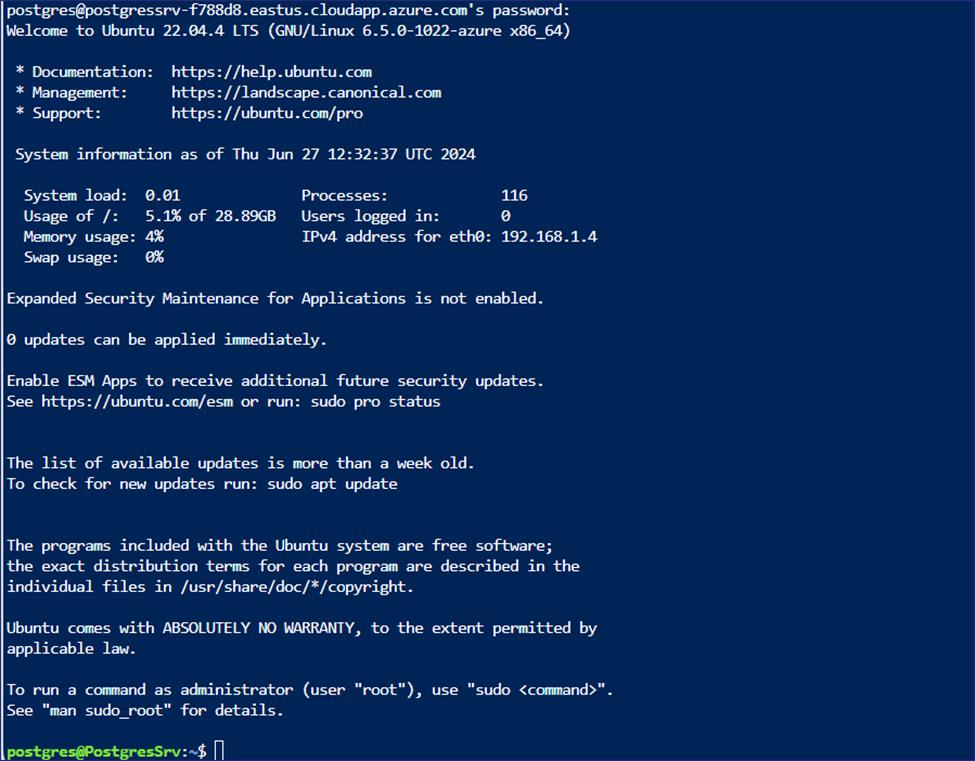 postgres@postgressrv-f788d8.eastus.cloudapp.azure.com's password:
Welcome to Ubuntu 22.04.4 LTS (GNU/Linux 6.5.0-1022-azure x86_64)
* Documentation: https://help.ubuntu.com
* Management: https://landscape.canonical.com
* Support: https://ubuntu.com/pro
System information as of Thu Jun 27 12:32:37 UTC 2024
System load: 0.01 Processes: 116
Usage of /: 5.1% of 28.89GB Users logged in: 0
Memory usage: 4% IPv4 address for eth0: 192.168.1.4
Swap usage: 0%
Expanded Security Maintenance for Applications is not enabled.
0 updates can be applied immediately.
Enable ESM Apps to receive additional future security updates.
See https://ubuntu.com/esm or run: sudo pro status
The list of available updates is more than a week old.
To check for new updates run: sudo apt update
The programs included with the Ubuntu system are free software;
the exact distribution terms for each program are described in the
individual files in /usr/share/doc/*/copyright.
Ubuntu comes with ABSOLUTELY NO WARRANTY, to the extent permitted by
applicable law.
To run a command as administrator (user "root"), use "sudo <command>".
See "man sudo_root" for details.
postgres@PostgresSrv:~$